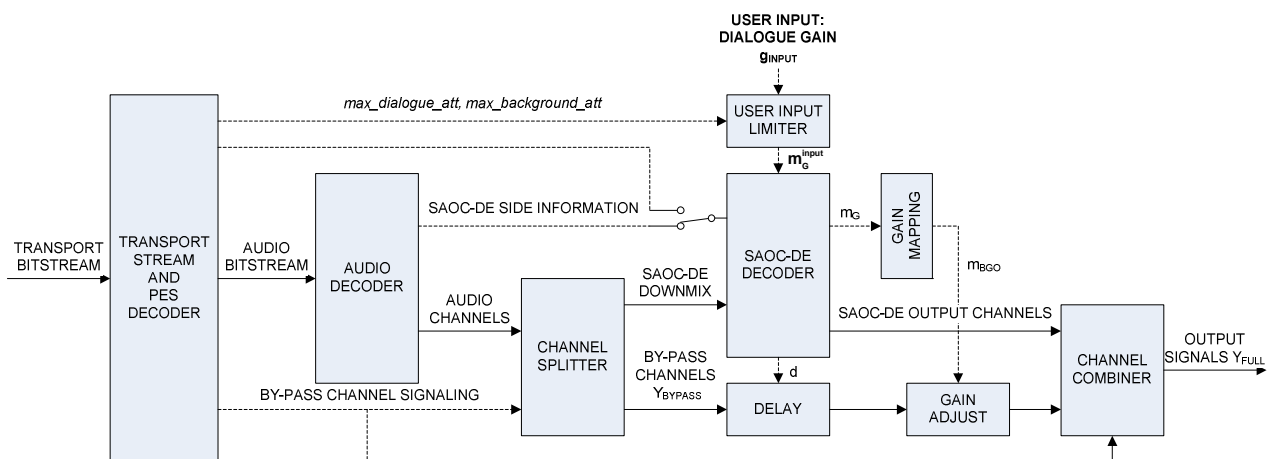 USER INPUT:
DIALOGUE GAIN
gINPUT
max_dialogue_att, max_background_att
USER INPUT
LIMITER
mG input
SAOC-DE SIDE INFORMATION
mG
GAIN
MAPPING
TRANSPORT
BITSTREAM
TRANSPORT
STREAM
AND
PES
DECODER
AUDIO
BITSTREAM
AUDIO
DECODER
SAOC-DE
DOWNMIX
SAOC-DE
DECODER
mBGO
AUDIO
CHANNELS
SAOC-DE OUTPUT CHANNELS
CHANNEL
SPLITTER
BY-PASS
CHANNELS
YBYPASS
CHANNEL
COMBINER
OUTPUT
SIGNALS YFULL
d
BY-PASS CHANNEL SIGNALING
DELAY
GAIN
ADJUST